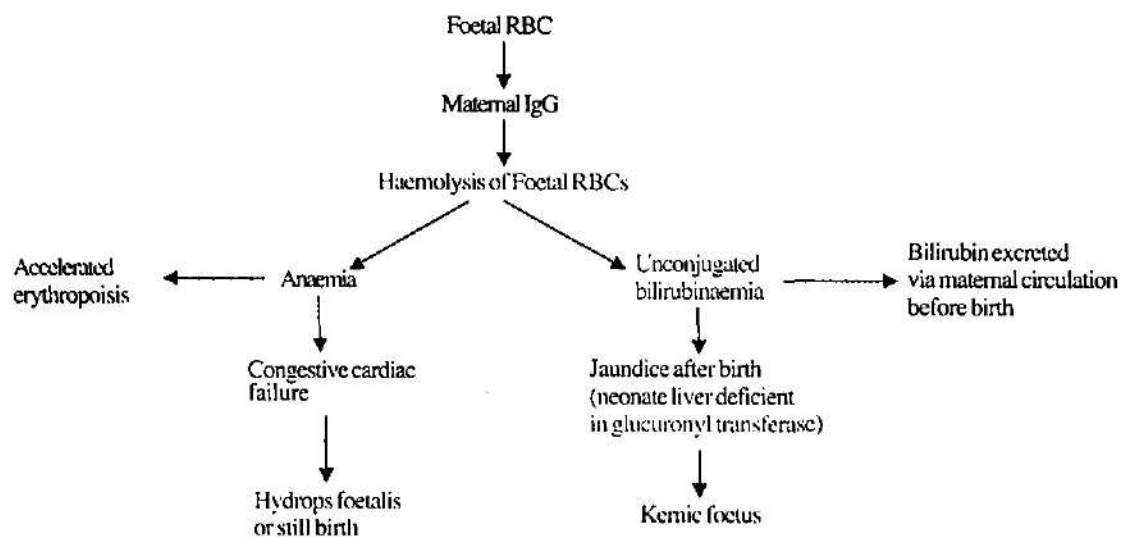 Foetal RBC
Maternal IgG
Haemolysis of Foetal RBCs
Accelerated
erythropoisis
Anaemia
Unconjugated
bilirubinaemia
Bilirubin excreted
via maternal circulation
before birth
Congestive cardiac
failure
Jaundice after birth
(neonate liver deficient
in glucuronyl transferase)
Hydrops foetalis
or still birth
Kernic foetus